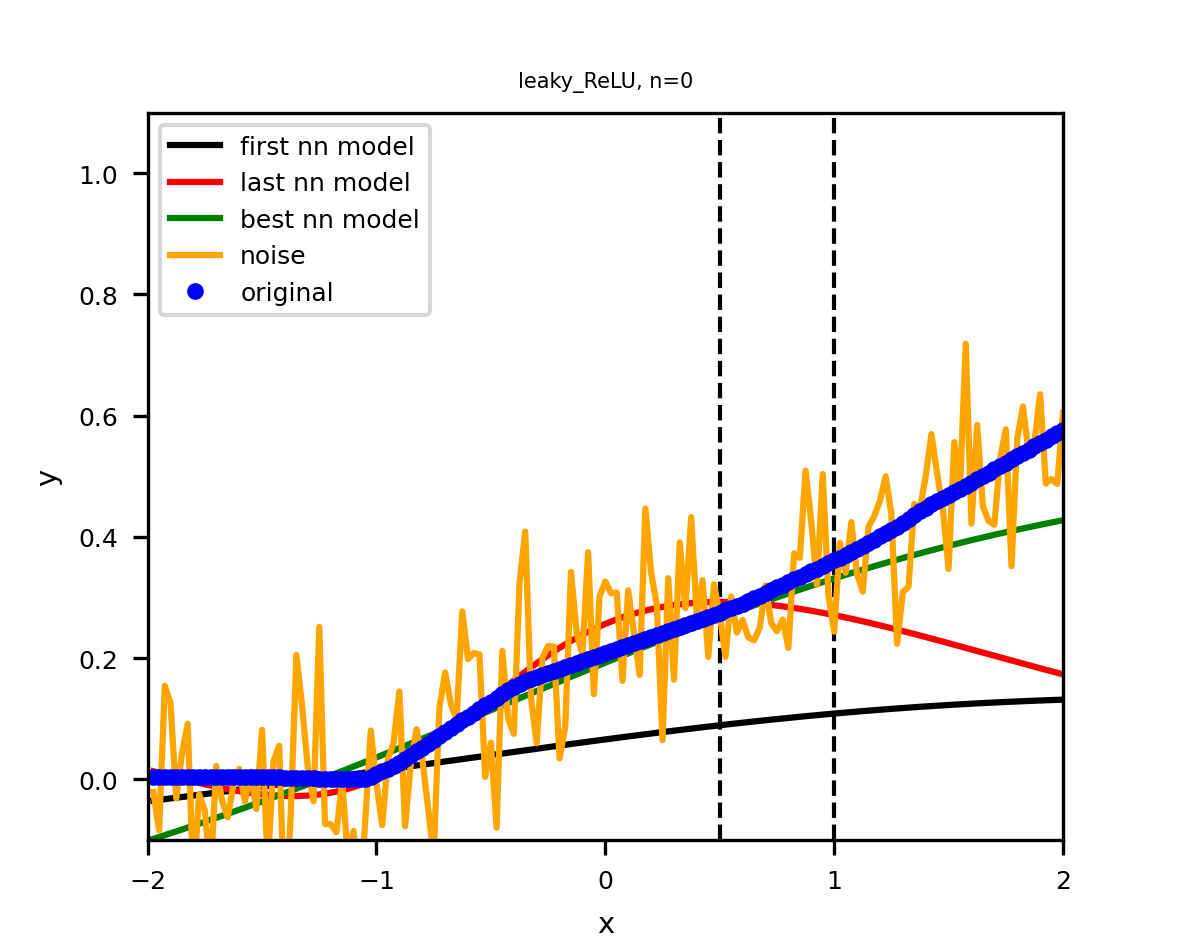 leaky_ReLU, n=0
first nn model
last nn model
best nn model
noise
original
1.0
0.8
0.6
0.4
0.2
0.0
y
−2
−1
0
1
2
x